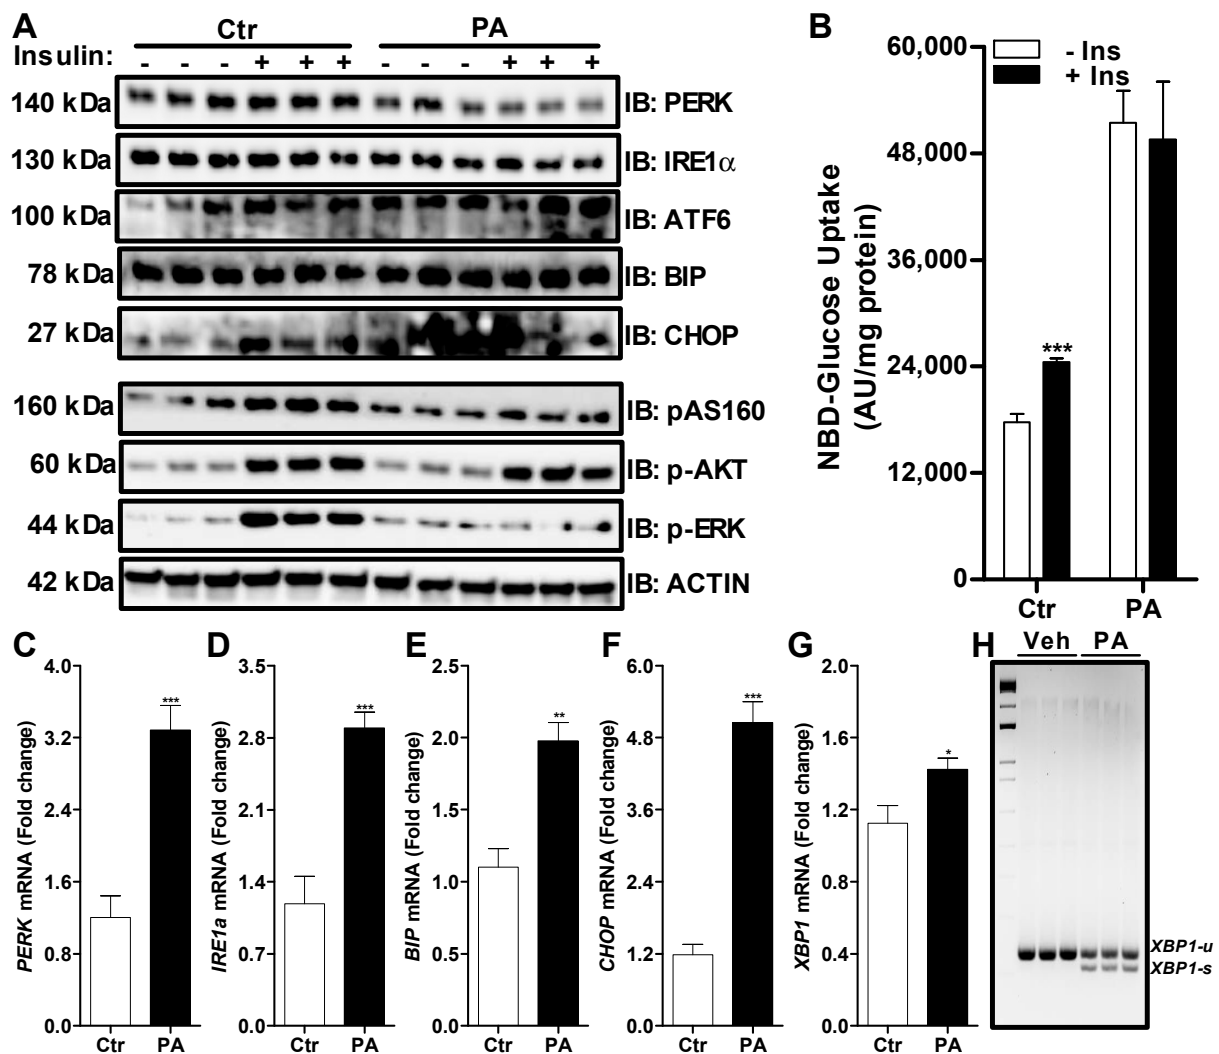 A
Ctr
PA
Insulin:
- - - + + + - - - + + +
140 kDa
IB: PERK
130 kDa
IB: IRE1α
100 kDa
IB: ATF6
78 kDa
IB: BIP
27 kDa
IB: CHOP
160 kDa
IB: pAS160
60 kDa
IB: p-AKT
44 kDa
IB: p-ERK
42 kDa
IB: ACTIN
B
NBD-Glucose Uptake
(AU/mg protein)
60,000
48,000
36,000
24,000
12,000
0
- Ins
+ Ins
***
Ctr
PA
C
PERK mRNA (Fold change)
4.0
3.2
2.4
1.6
0.8
0.0
***
Ctr
PA
D
IRE1a mRNA (Fold change)
3.5
2.8
2.1
1.4
0.7
0.0
***
Ctr
PA
E
BIP mRNA (Fold change)
2.5
2.0
1.5
1.0
0.5
0.0
**
Ctr
PA
F
CHOP mRNA (Fold change)
6.0
4.8
3.6
2.4
1.2
0.0
***
Ctr
PA
G
XBP1 mRNA (Fold change)
2.0
1.6
1.2
0.8
0.4
0.0
*
Ctr
PA
H
Veh
PA
XBP1-u
XBP1-s